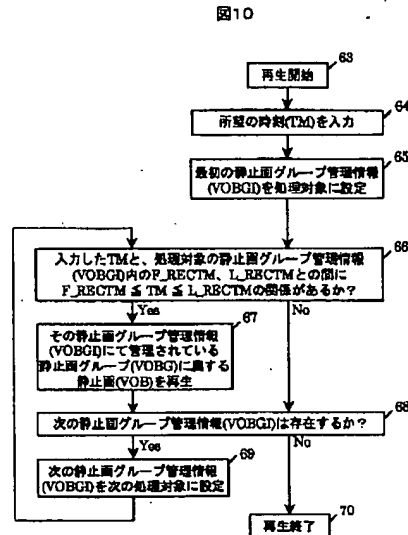 図10
63
再生開始
64
所望の時刻(TM)を入力
65
最初の静止画グループ管理情報
(VOBGI)を処理対象に設定
66
入力したTMと、処理対象の静止画グループ管理情報
(VOBGI)内のF_RECTM、L_RECTMとの間に
F_RECTM ≦ TM ≦ L_RECTMの関係があるか?
Yes
No
67
その静止画グループ管理情報
(VOBGI)にて管理されている
静止画グループ(VOBG)に属する
静止画(VOB)を再生
68
次の静止画グループ管理情報(VOBGI)は存在するか?
Yes
No
69
次の静止画グループ管理情報
(VOBGI)を次の処理対象に設定
70
再生終了